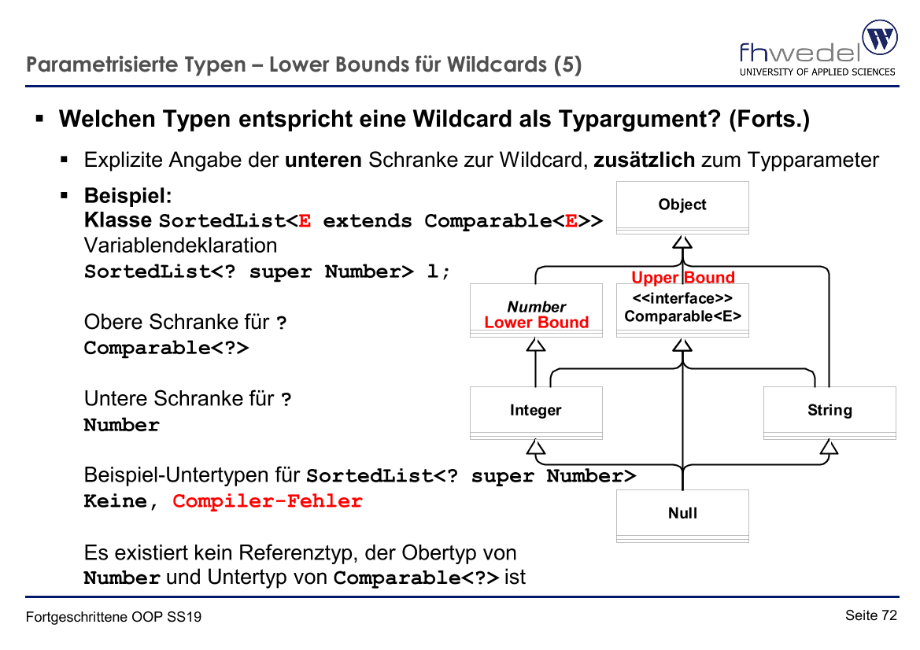 Parametrisierte Typen – Lower Bounds für Wildcards (5)
fhwedel
UNIVERSITY OF APPLIED SCIENCES
W
▪ Welchen Typen entspricht eine Wildcard als Typargument? (Forts.)
▪ Explizite Angabe der unteren Schranke zur Wildcard, zusätzlich zum Typparameter
▪ Beispiel:
Klasse SortedList<E extends Comparable<E>>
Variablendeklaration
SortedList<? super Number> l;
Obere Schranke für ?
Comparable<?>
Untere Schranke für ?
Number
Beispiel-Untertypen für SortedList<? super Number>
Keine, Compiler-Fehler
Es existiert kein Referenztyp, der Obertyp von
Number und Untertyp von Comparable<?> ist
Object
Upper Bound
Number
Lower Bound
<<interface>>
Comparable<E>
Integer
String
Null
Fortgeschrittene OOP SS19
Seite 72